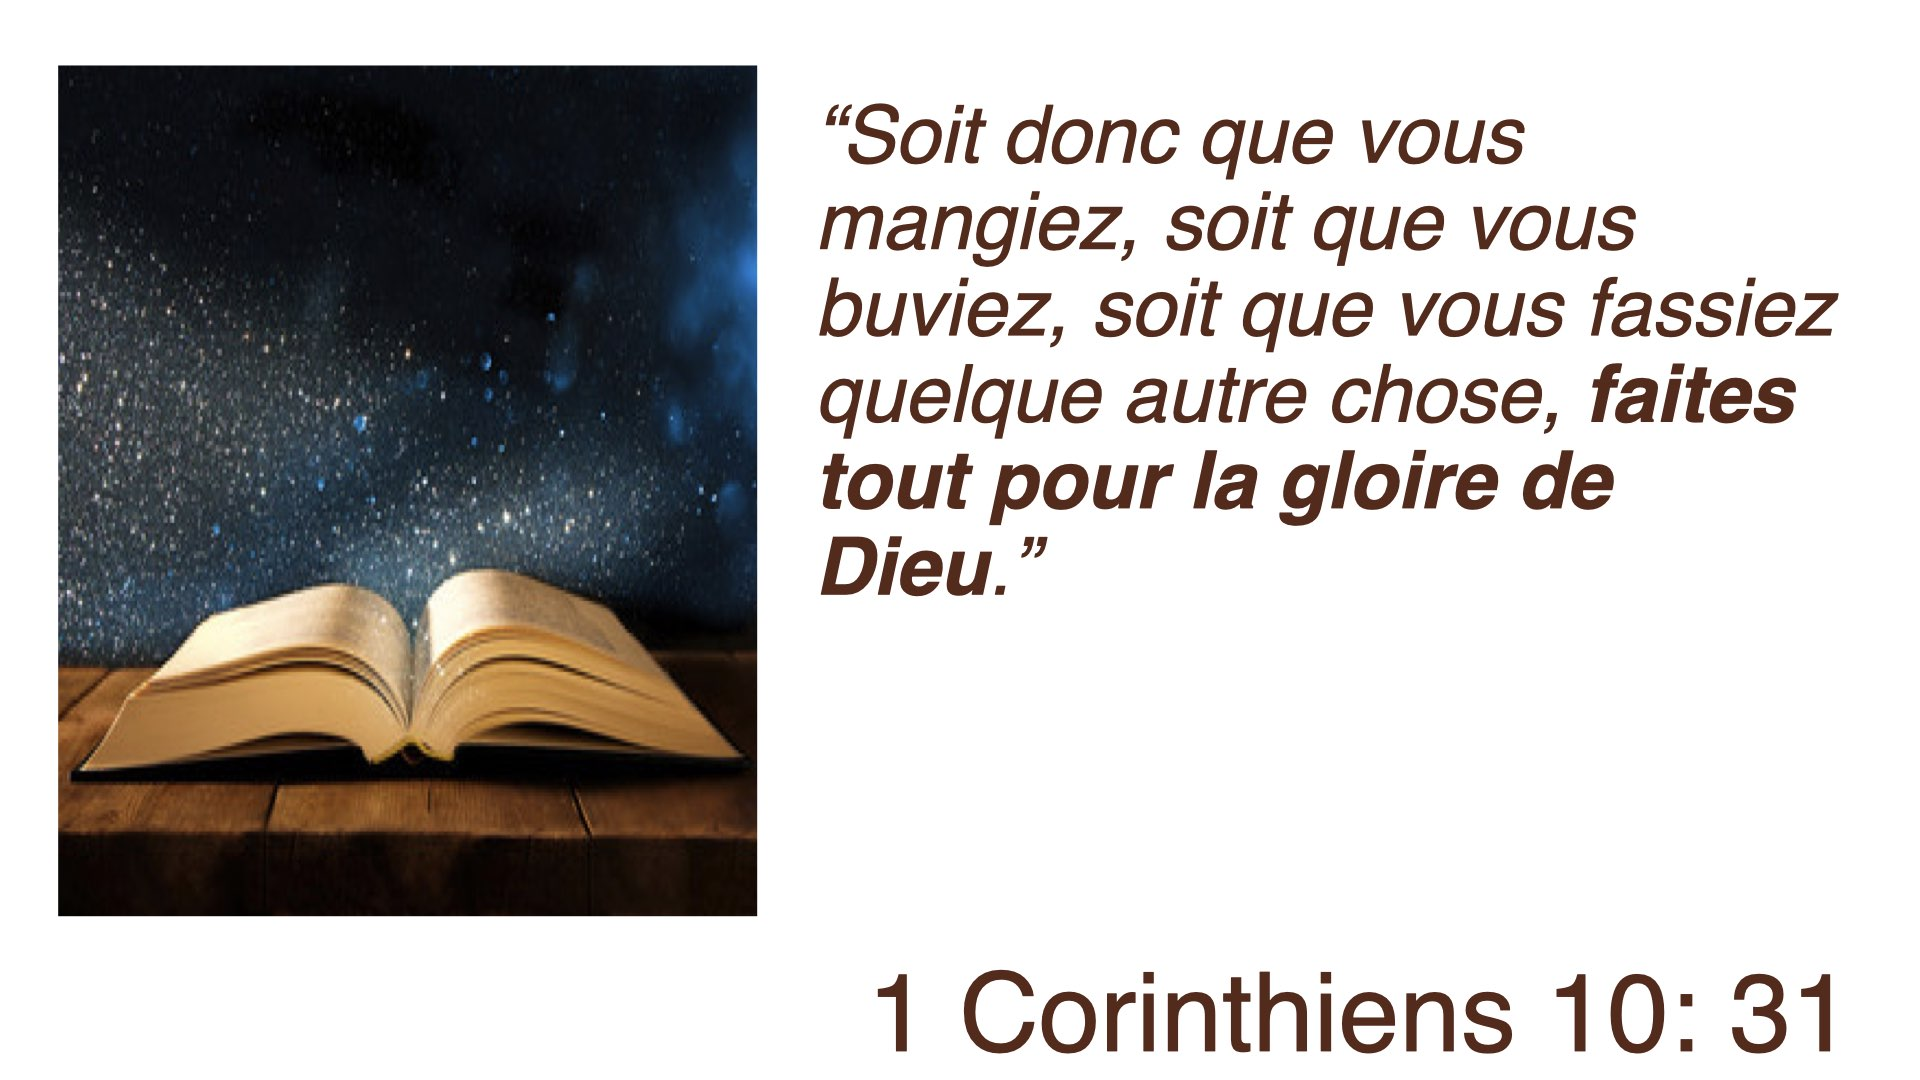 “Soit donc que vous
mangiez, soit que vous
buviez, soit que vous fassiez
quelque autre chose, faites
tout pour la gloire de
Dieu.”
1 Corinthiens 10: 31